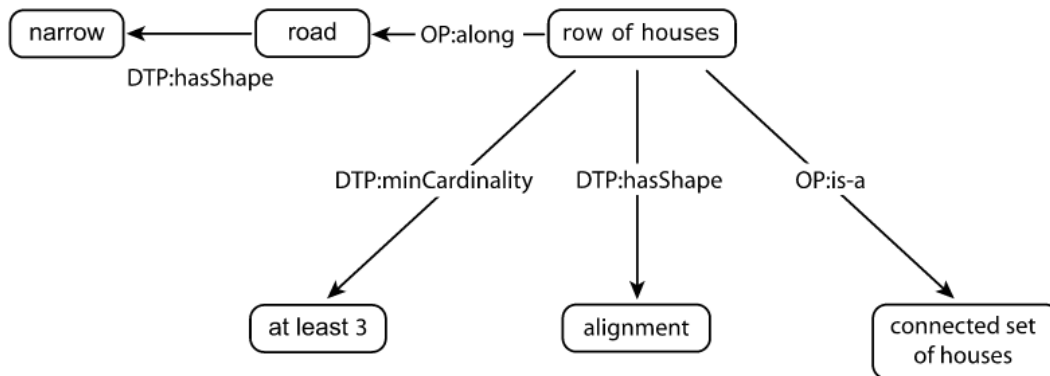 narrow
road
OP:along
row of houses
DTP:hasShape
DTP:minCardinality
DTP:hasShape
OP:is-a
at least 3
alignment
connected set
of houses